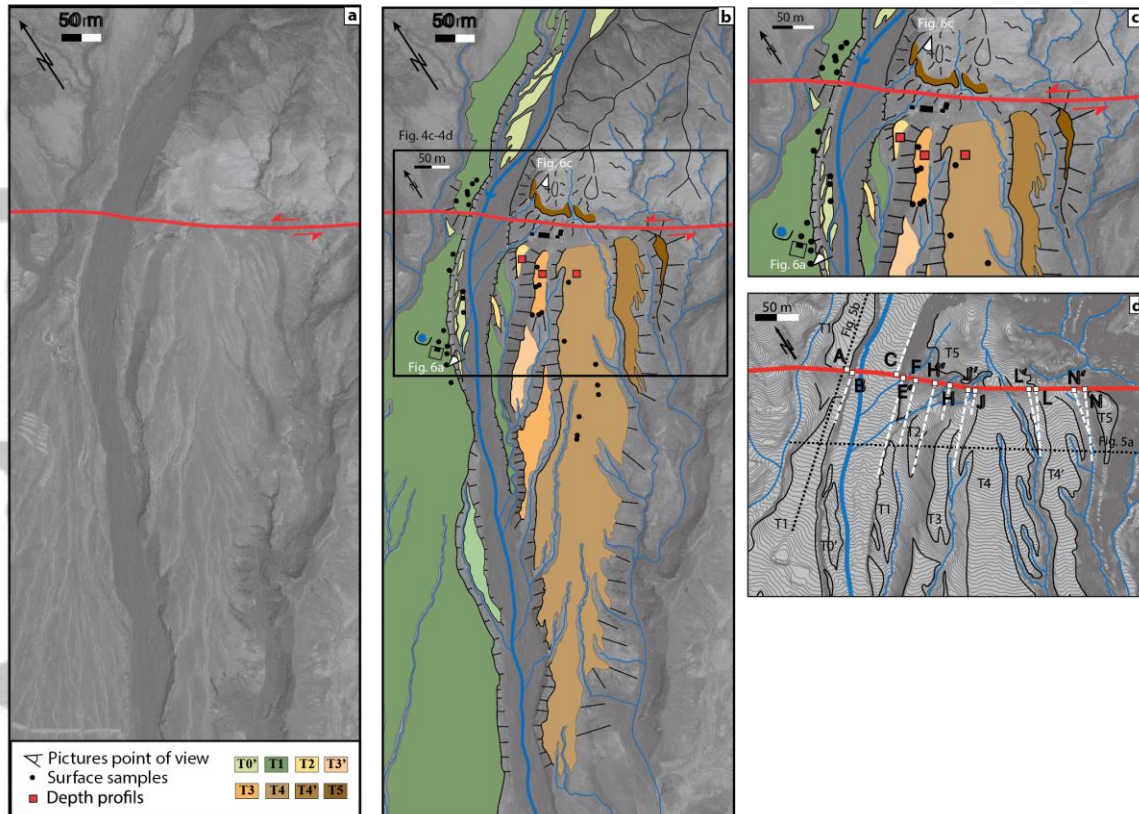 50 m
a
N
Pictures point of view
Surface samples
Depth profils
T0' T1 T2 T3'
T3 T4 T4' T5
50 m
b
N
Fig. 6c
Fig. 4c-4d
50 m
Fig. 6c
N
Fig. 6a
50 m
c
N
Fig. 6c
Fig. 6a
50 m
d
N
T1
Fig. 5b
T5
A
B
C
E'
F
H'
H
J'
J
L'
L
N'
N
T5
T2
Fig. 5a
T4
T4'
T1
T0'
T1
T3